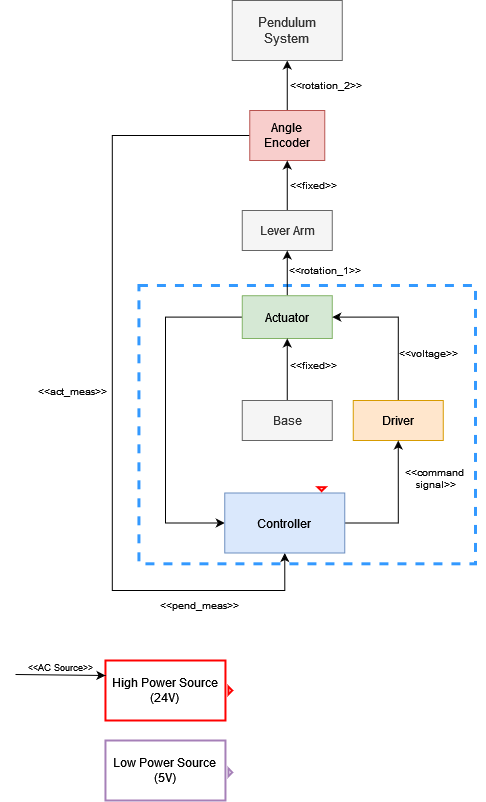 Pendulum
System
<<rotation_2>>
Angle
Encoder
<<fixed>>
Lever Arm
<<rotation_1>>
Actuator
<<voltage>>
<<fixed>>
<<act_meas>>
Base
Driver
<<command
signal>>
Controller
<<pend_meas>>
<<AC Source>>
High Power Source
(24V)
Low Power Source
(5V)